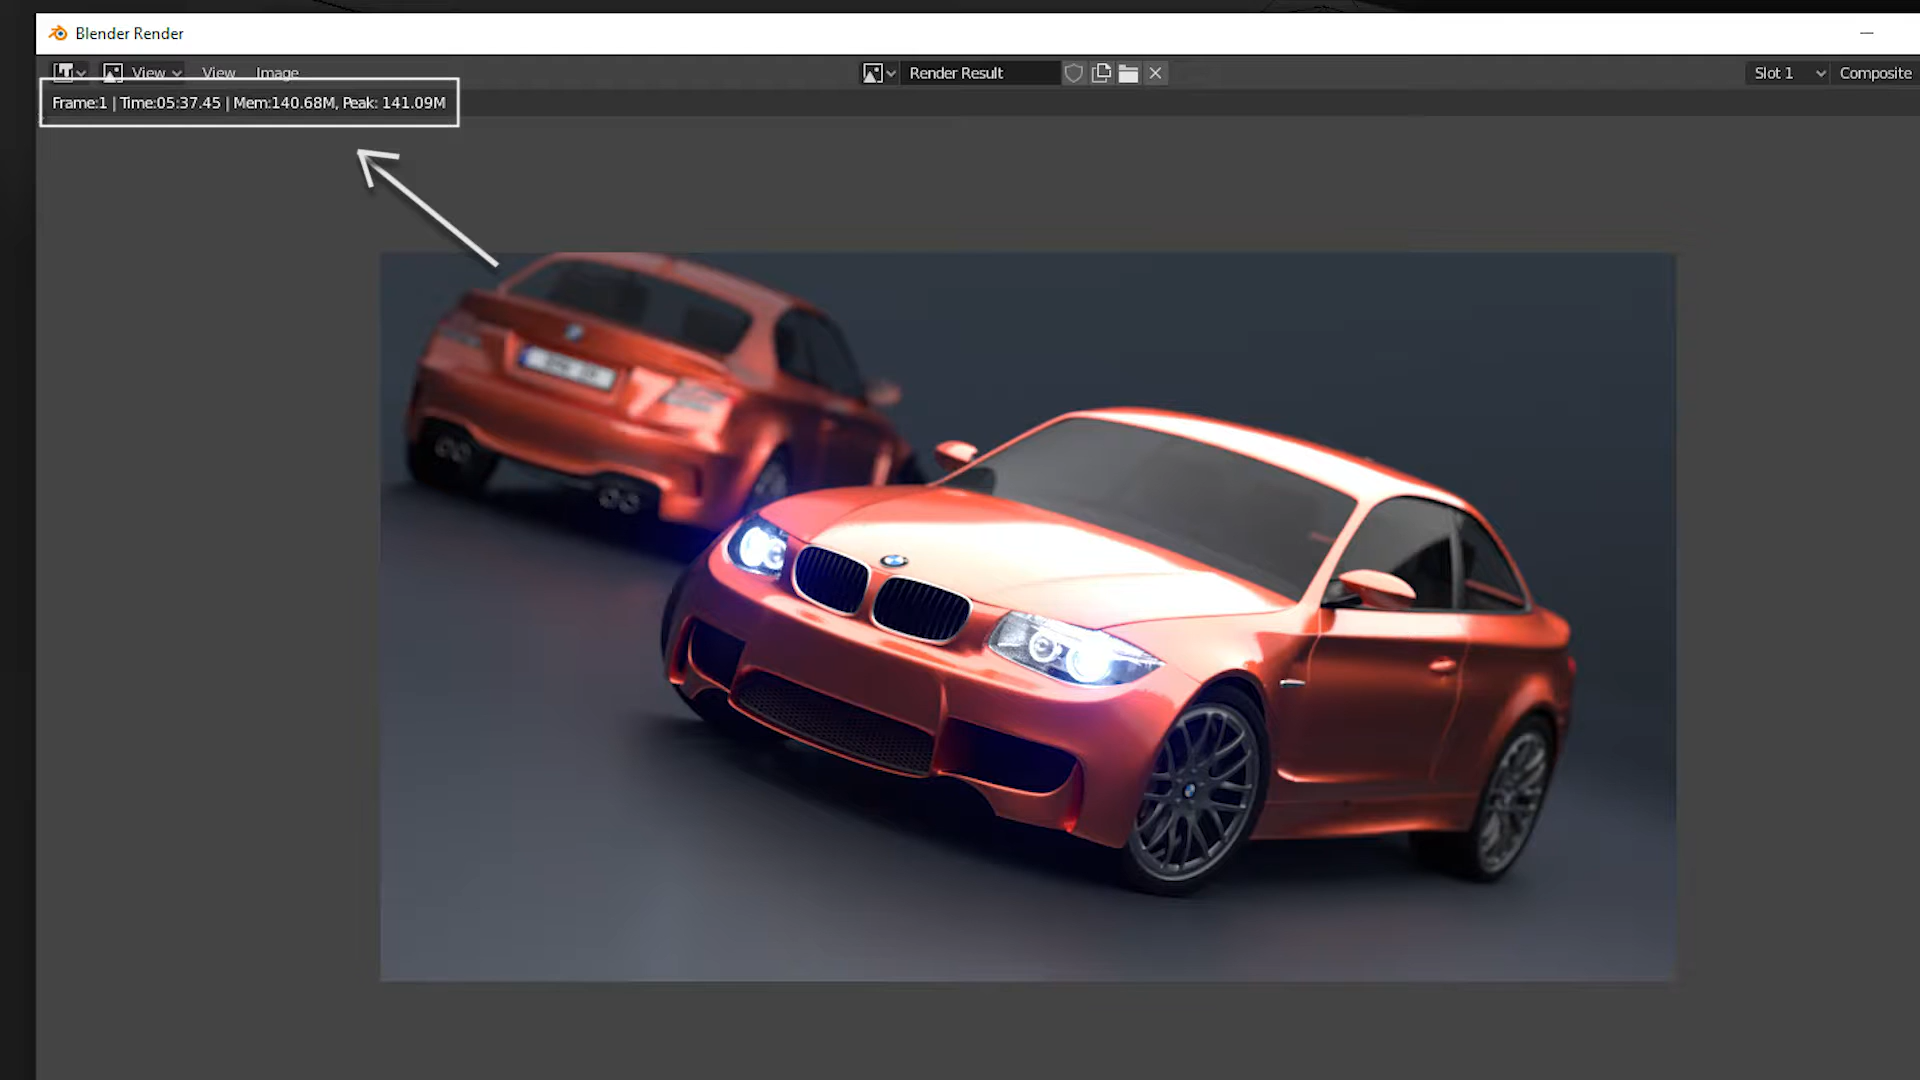 Blender Render
View View Image Render Result Slot 1 Composite
Frame:1 | Time:05:37.45 | Mem:140.68M, Peak: 141.09M